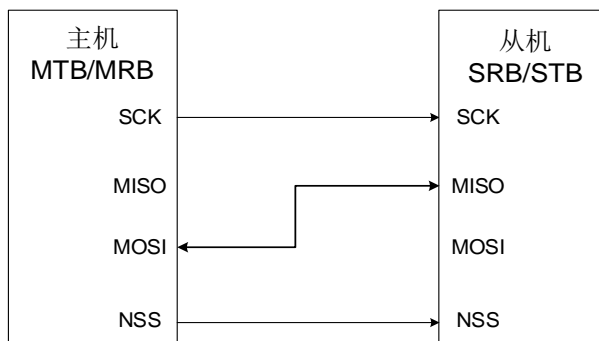 主机
MTB/MRB
SCK
MISO
MOSI
NSS
从机
SRB/STB
SCK
MISO
MOSI
NSS